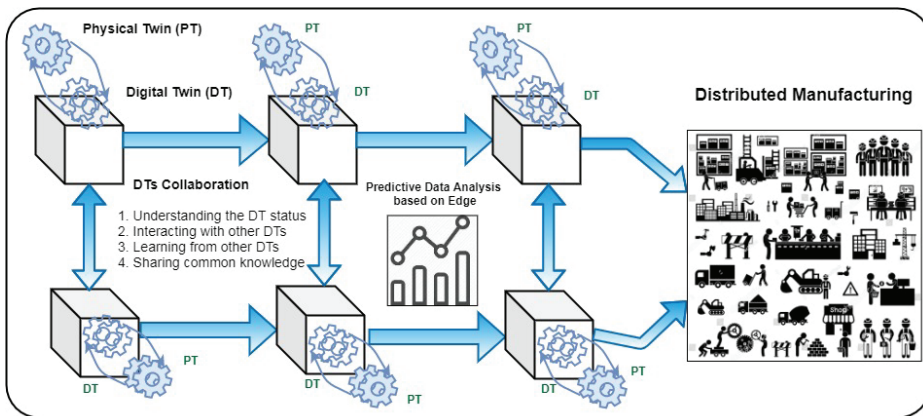 Physical Twin (PT)
PT
PT
Digital Twin (DT)
DT
DT
Distributed Manufacturing
DTs Collaboration
1. Understanding the DT status
2. Interacting with other DTs
3. Learning from other DTs
4. Sharing common knowledge
Predictive Data Analysis
based on Edge
Shop
PT
DT
DT
PT
DT
PT